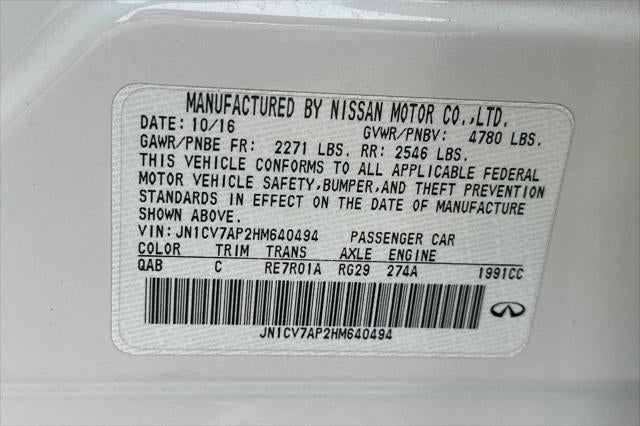 MANUFACTURED BY NISSAN MOTOR CO.,LTD.
DATE: 10/16 GVWR/PNBV: 4780 LBS.
GAWR/PNBE FR: 2271 LBS. RR: 2546 LBS.
THIS VEHICLE CONFORMS TO ALL APPLICABLE FEDERAL
MOTOR VEHICLE SAFETY,BUMPER,AND THEFT PREVENTION
STANDARDS IN EFFECT ON THE DATE OF MANUFACTURE
SHOWN ABOVE.
VIN:JN1CV7AP2HM640494 PASSENGER CAR
COLOR TRIM TRANS AXLE ENGINE
QAB C RE7R01A RG29 274A 1991CC
JN1CV7AP2HM640494